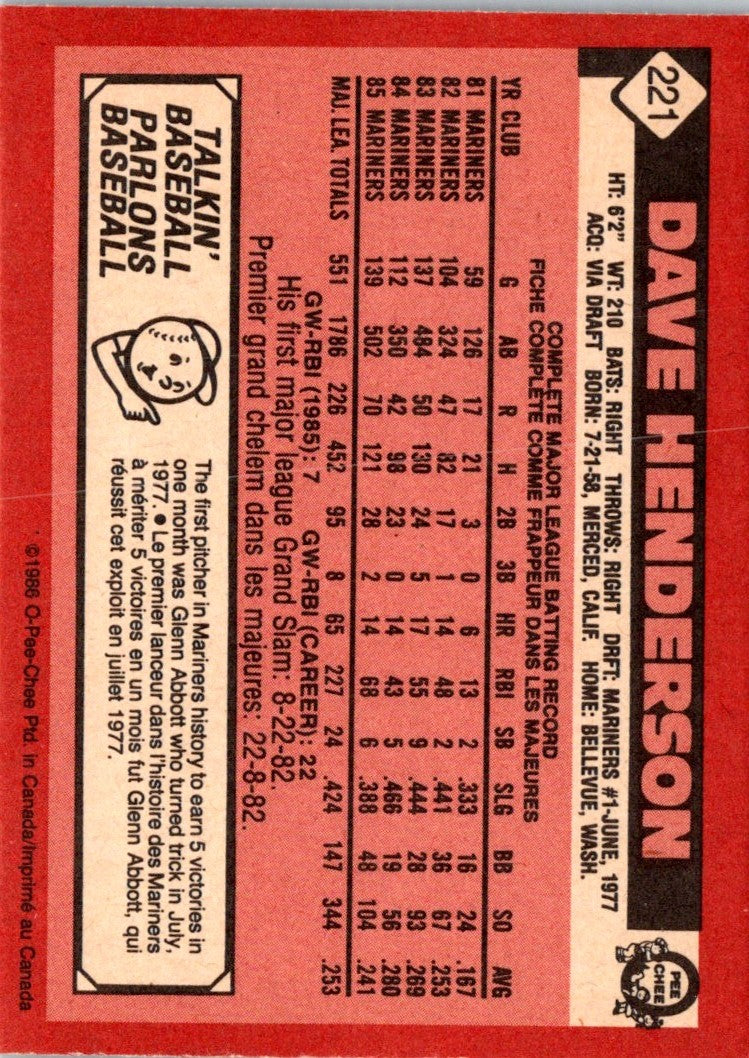 221
DAVE HENDERSON
O PEE CHEE
HT: 6'2" WT: 210 BATS: RIGHT THROWS: RIGHT DRFT: MARINERS #1-JUNE, 1977
ACQ: VIA DRAFT BORN: 7-21-58, MERCED, CALIF. HOME: BELLEVUE, WASH.
COMPLETE MAJOR LEAGUE BATTING RECORD
FICHE COMPLÈTE COMME FRAPPEUR DANS LES MAJEURES
YR CLUB G AB R H 2B 3B HR RBI SB SLG BB SO AVG
81 MARINERS 59 126 17 21 3 0 6 13 2 .333 16 24 .167
82 MARINERS 104 324 47 82 17 1 14 48 2 .441 36 67 .253
83 MARINERS 137 484 50 130 24 5 17 55 9 .444 28 93 .269
84 MARINERS 112 350 42 98 23 0 14 43 5 .466 19 56 .280
85 MARINERS 139 502 70 121 28 2 14 68 6 .388 48 104 .241
MAJ. LEA. TOTALS 551 1786 226 452 95 8 65 227 24 .424 147 344 .253
GW-RBI (1985): 7 GW-RBI (CAREER): 22
His first major league Grand Slam: 8-22-82.
Premier grand chelem dans les majeures: 22-8-82.
TALKIN'
BASEBALL
PARLONS
BASEBALL
The first pitcher in Mariners history to earn 5 victories in
one month was Glenn Abbott who turned trick in July,
1977. ● Le premier lanceur dans l'histoire des Mariners
à mériter 5 victoires en un mois fut Glenn Abbott, qui
réussit cet exploit en juillet 1977.
©1986 O-Pee-Chee Ptd. in Canada/Imprimé au Canada